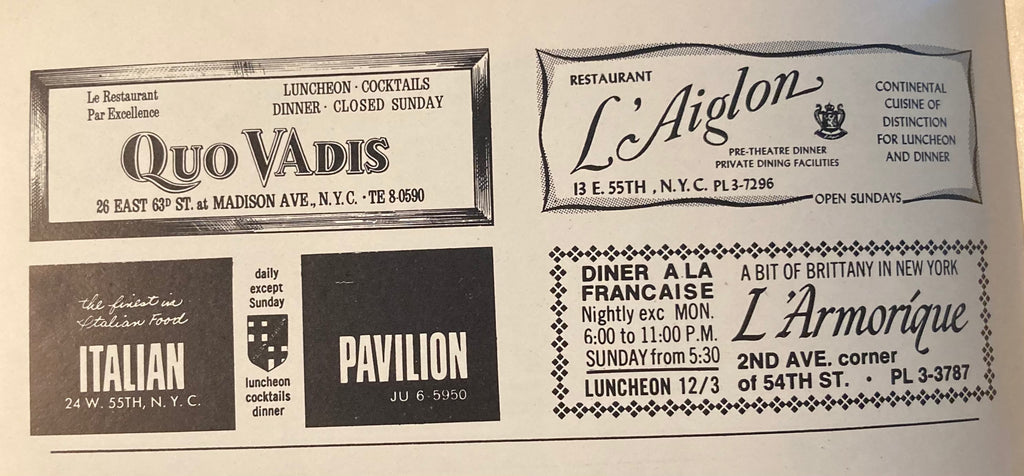 Le Restaurant
Par Excellence
LUNCHEON · COCKTAILS
DINNER · CLOSED SUNDAY
QUO VADIS
26 EAST 63D ST. at MADISON AVE., N.Y.C. · TE 8-0590
RESTAURANT
L'Aiglon
PRE-THEATRE DINNER
PRIVATE DINING FACILITIES
13 E. 55TH , N.Y.C. PL 3-7296
CONTINENTAL
CUISINE OF
DISTINCTION
FOR LUNCHEON
AND DINNER
OPEN SUNDAYS
the finest in
Italian Food
ITALIAN
24 W. 55TH, N.Y.C.
daily
except
Sunday
luncheon
cocktails
dinner
PAVILION
JU 6-5950
DINER A LA
FRANCAISE
Nightly exc MON.
6:00 to 11:00 P.M.
SUNDAY from 5:30
LUNCHEON 12/3
A BIT OF BRITTANY IN NEW YORK
L'Armorique
2ND AVE. corner
of 54TH ST. · PL 3-3787